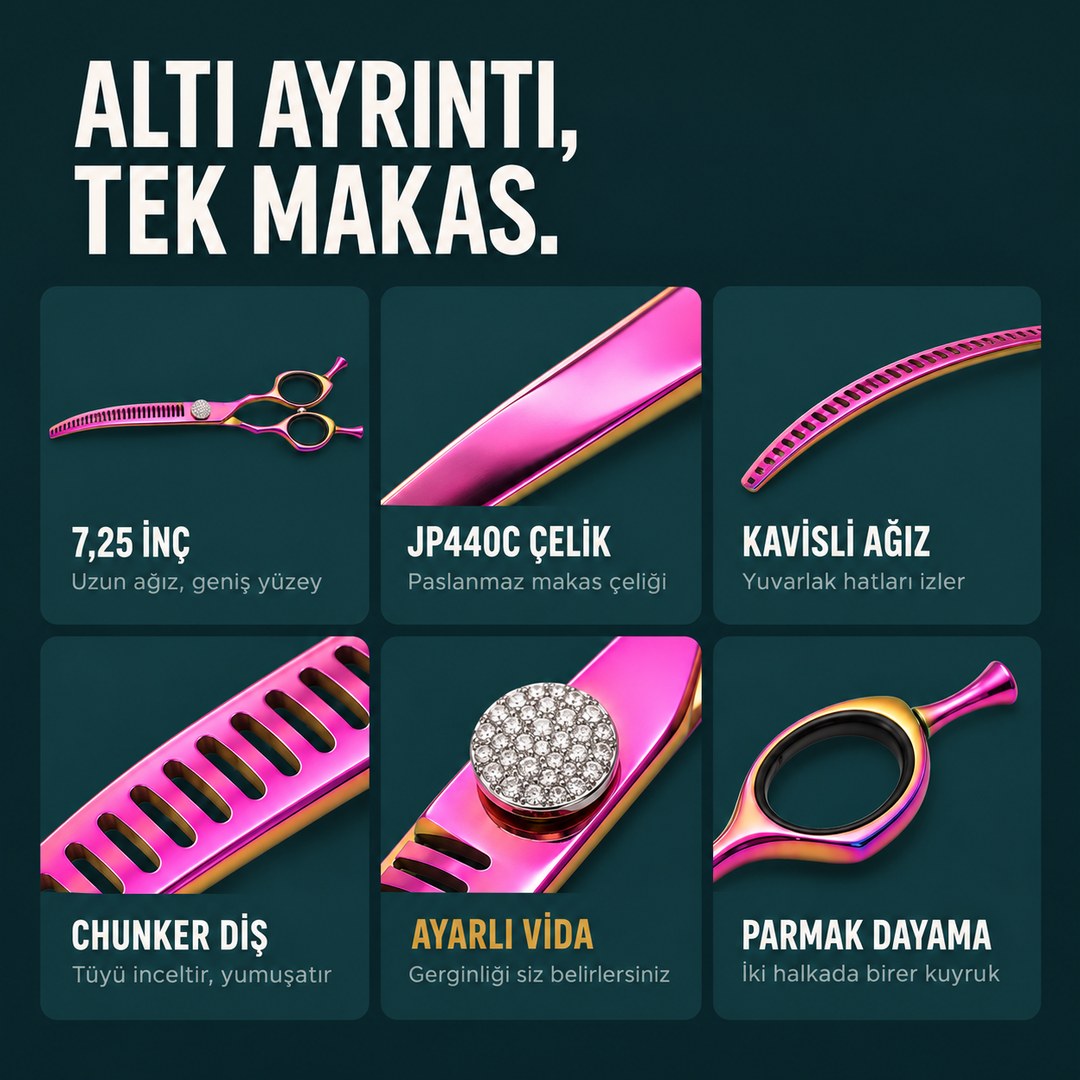 ALTI AYRINTI,
TEK MAKAS.
7,25 İNÇ
Uzun ağız, geniş yüzey
JP440C ÇELİK
Paslanmaz makas çeliği
KAVİSLİ AĞIZ
Yuvarlak hatları izler
CHUNKER DİŞ
Tüyü inceltir, yumuşatır
AYARLI VİDA
Gerginliği siz belirlersiniz
PARMAK DAYAMA
İki halkada birer kuyruk